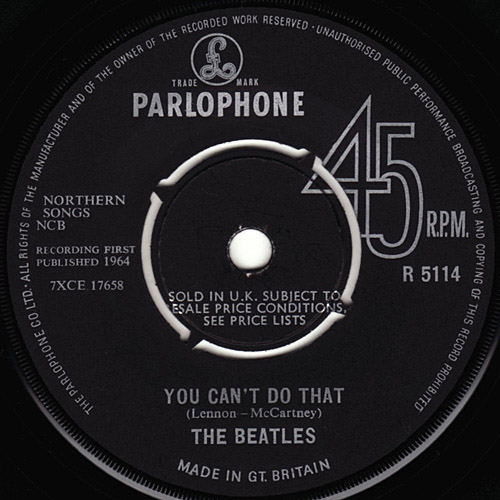 ALL RIGHTS OF THE MANUFACTURER AND OF THE OWNER OF THE RECORDED WORK RESERVED · UNAUTHORISED PUBLIC PERFORMANCE BROADCASTING AND COPYING OF THIS RECORD PROHIBITED
THE PARLOPHONE CO LTD.
£
TRADE MARK
PARLOPHONE
45
R.P.M.
R 5114
NORTHERN
SONGS
NCB
RECORDING FIRST
PUBLISHED 1964
7XCE 17658
SOLD IN U.K. SUBJECT TO
ESALE PRICE CONDITIONS,
SEE PRICE LISTS
YOU CAN'T DO THAT
(Lennon – McCartney)
THE BEATLES
MADE IN GT. BRITAIN